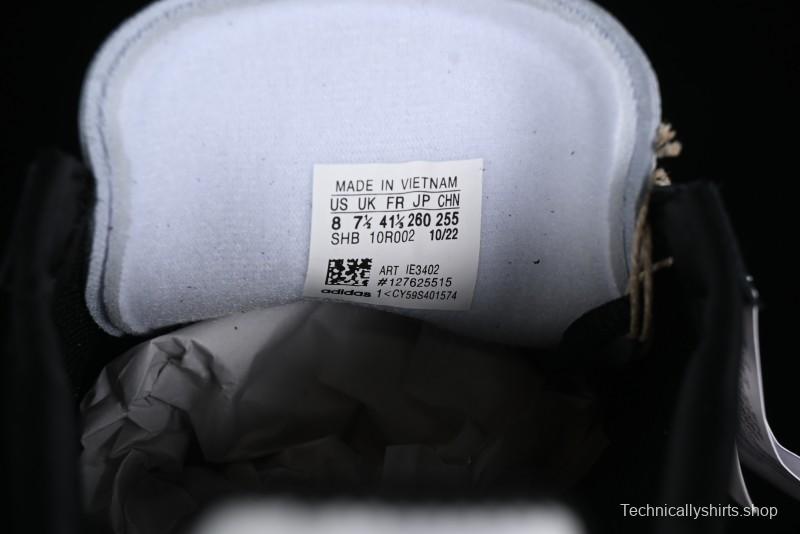 MADE IN VIETNAM
US UK FR JP CHN
8 7½ 41⅓ 260 255
SHB 10R002 10/22
ART IE3402
#127625515
adidas 1<CY59S401574
Technicallyshirts.shop